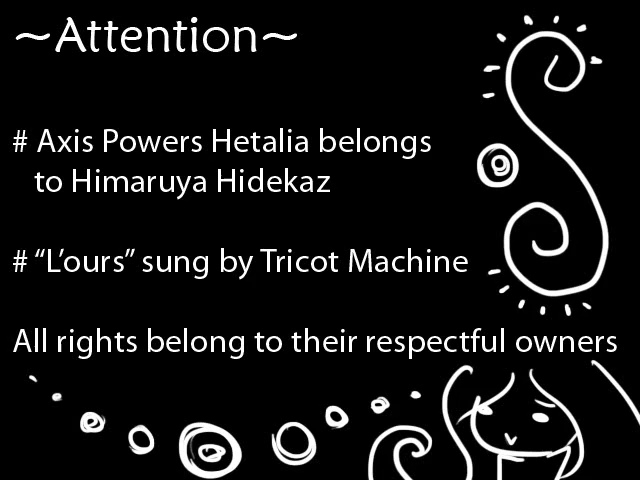 ~Attention~
# Axis Powers Hetalia belongs
to Himaruya Hidekaz
# “L’ours” sung by Tricot Machine
All rights belong to their respectful owners